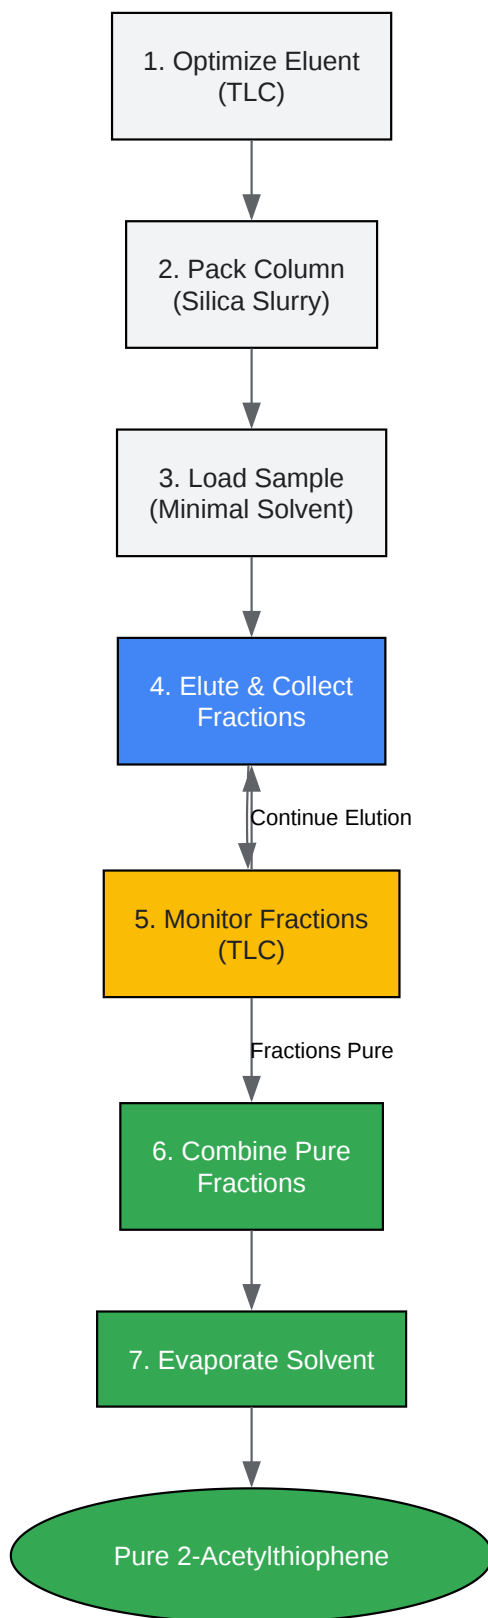 1. Optimize Eluent
(TLC)
2. Pack Column
(Silica Slurry)
3. Load Sample
(Minimal Solvent)
4. Elute & Collect
Fractions
Continue Elution
5. Monitor Fractions
(TLC)
Fractions Pure
6. Combine Pure
Fractions
7. Evaporate Solvent
Pure 2-Acetylthiophene